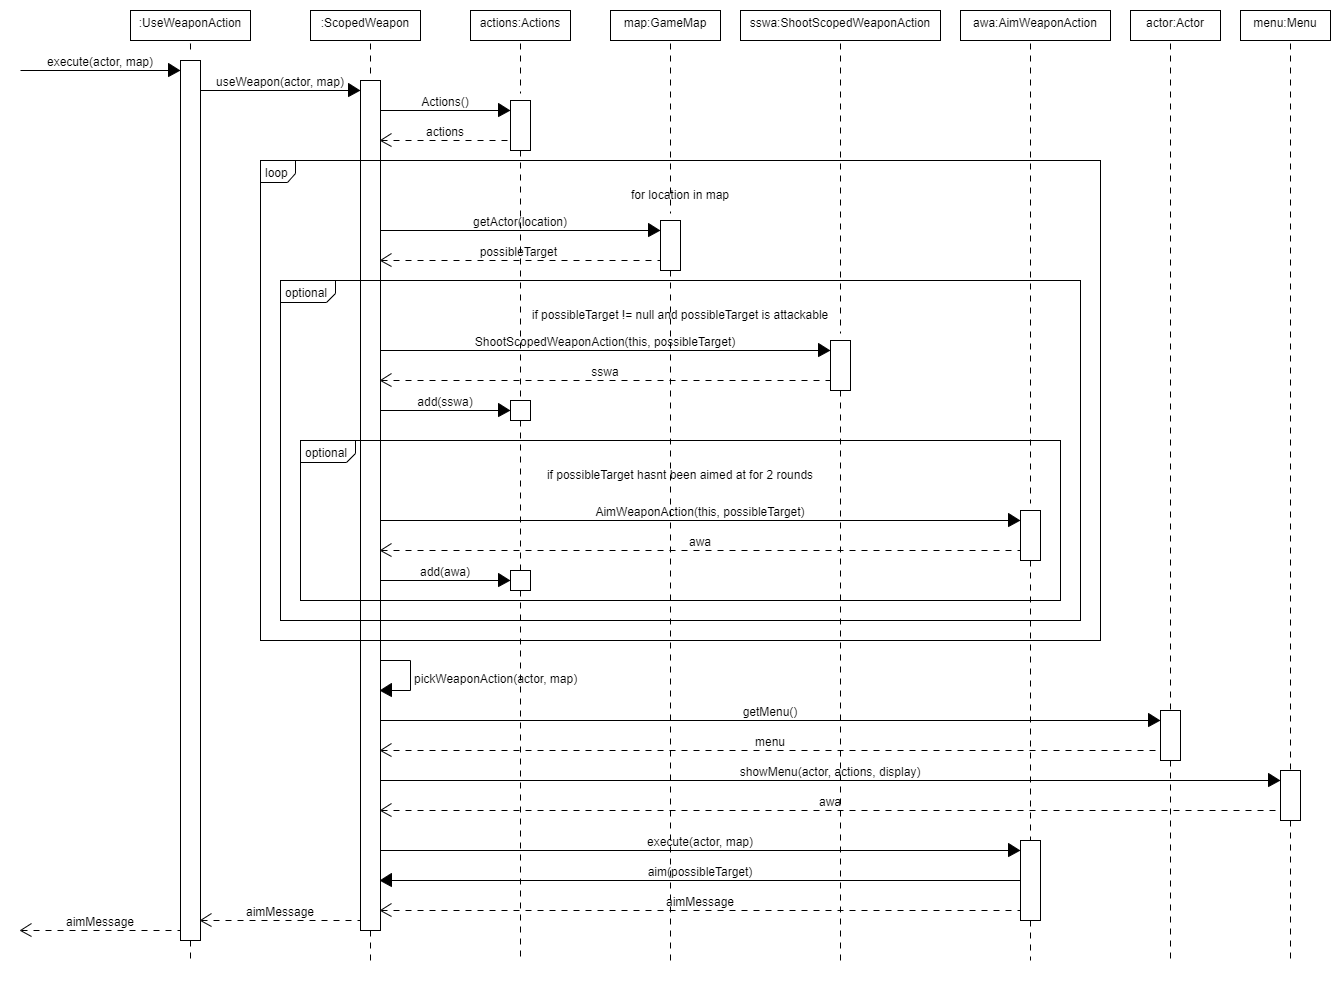 :UseWeaponAction
:ScopedWeapon
actions:Actions
map:GameMap
sswa:ShootScopedWeaponAction
awa:AimWeaponAction
actor:Actor
menu:Menu
execute(actor, map)
useWeapon(actor, map)
Actions()
actions
loop
for location in map
getActor(location)
possibleTarget
optional
if possibleTarget != null and possibleTarget is attackable
ShootScopedWeaponAction(this, possibleTarget)
sswa
add(sswa)
optional
if possibleTarget hasnt been aimed at for 2 rounds
AimWeaponAction(this, possibleTarget)
awa
add(awa)
pickWeaponAction(actor, map)
getMenu()
menu
showMenu(actor, actions, display)
awa
execute(actor, map)
aim(possibleTarget)
aimMessage
aimMessage
aimMessage